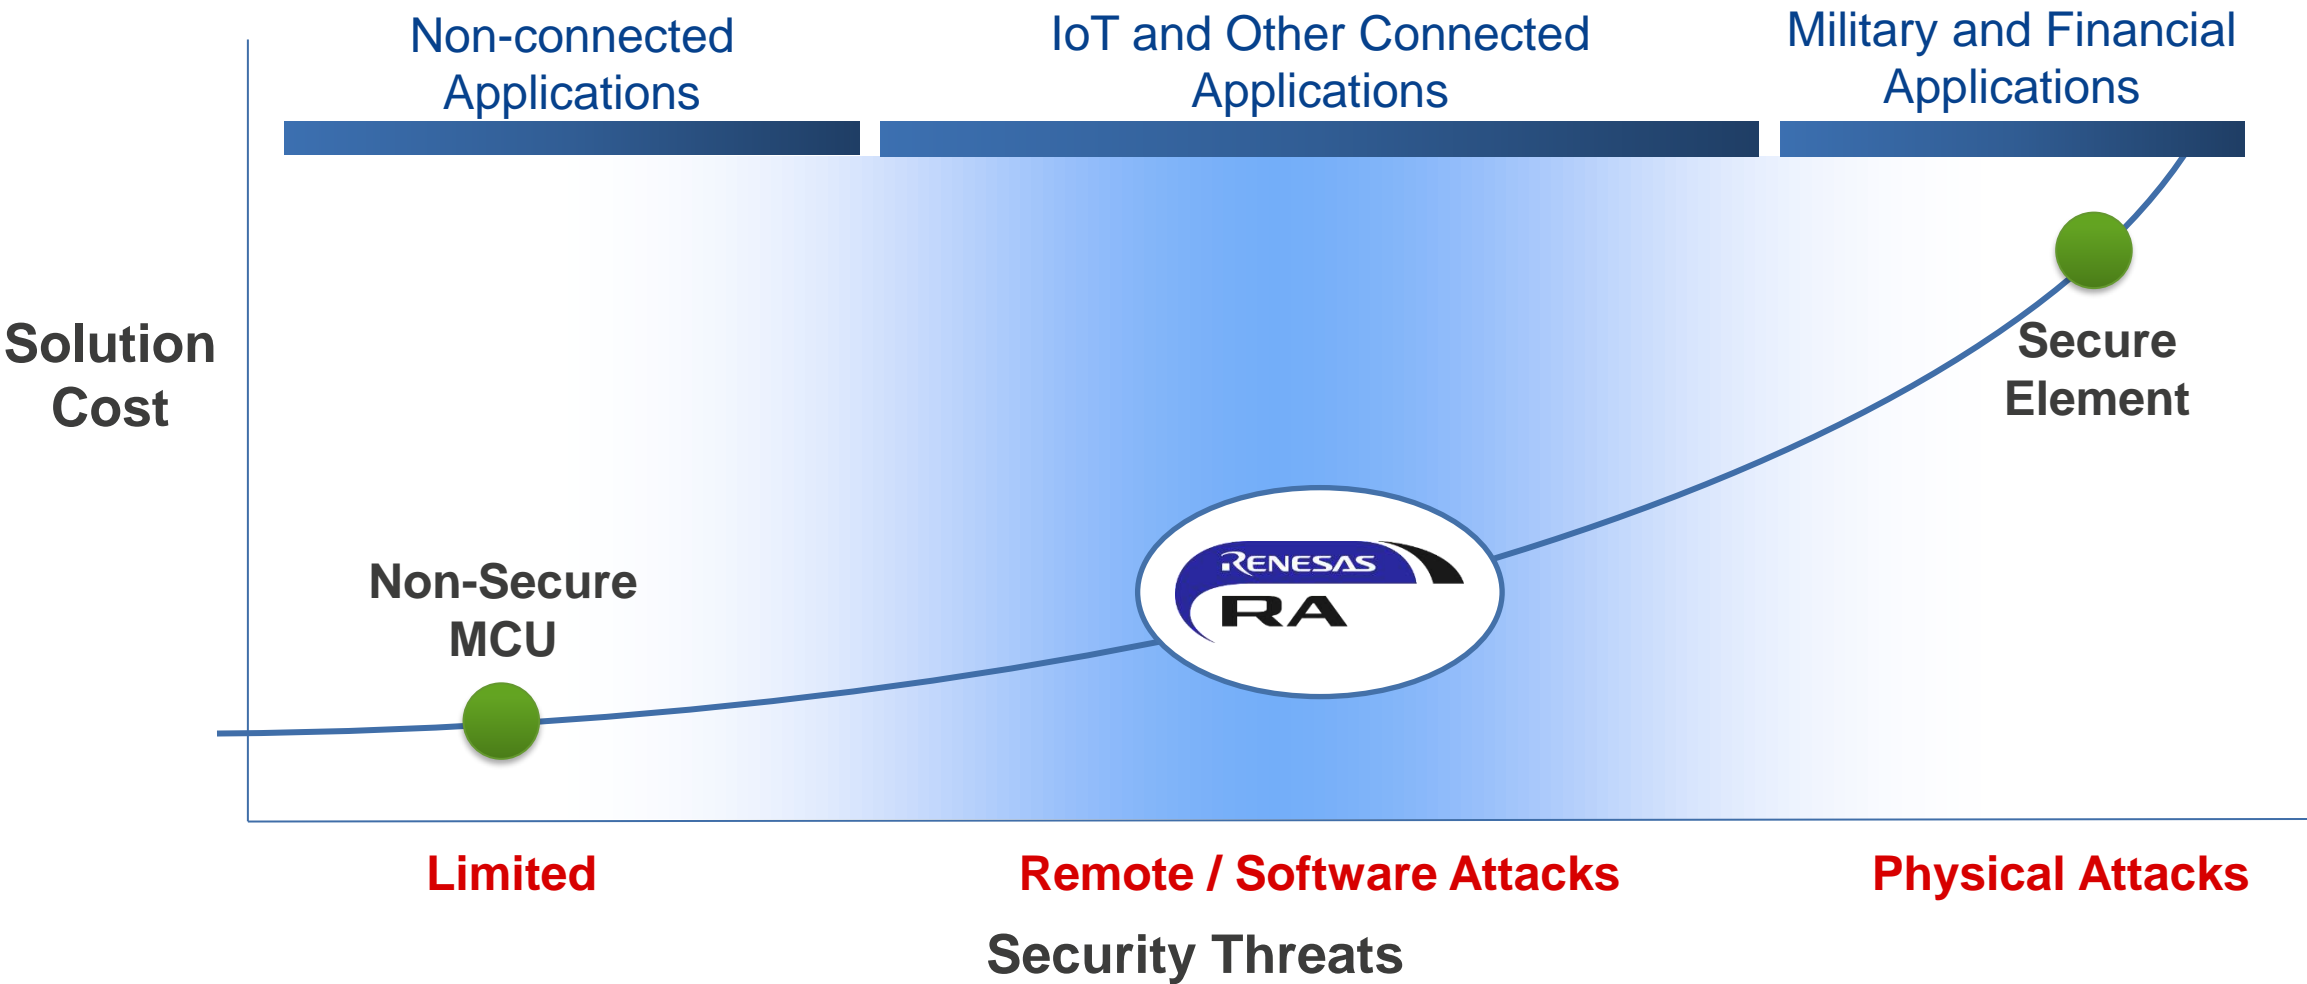 Non-connected
Applications
IoT and Other Connected
Applications
Military and Financial
Applications
Solution
Cost
Secure
Element
Non-Secure
MCU
RENESAS
RA
Limited
Remote / Software Attacks
Physical Attacks
Security Threats